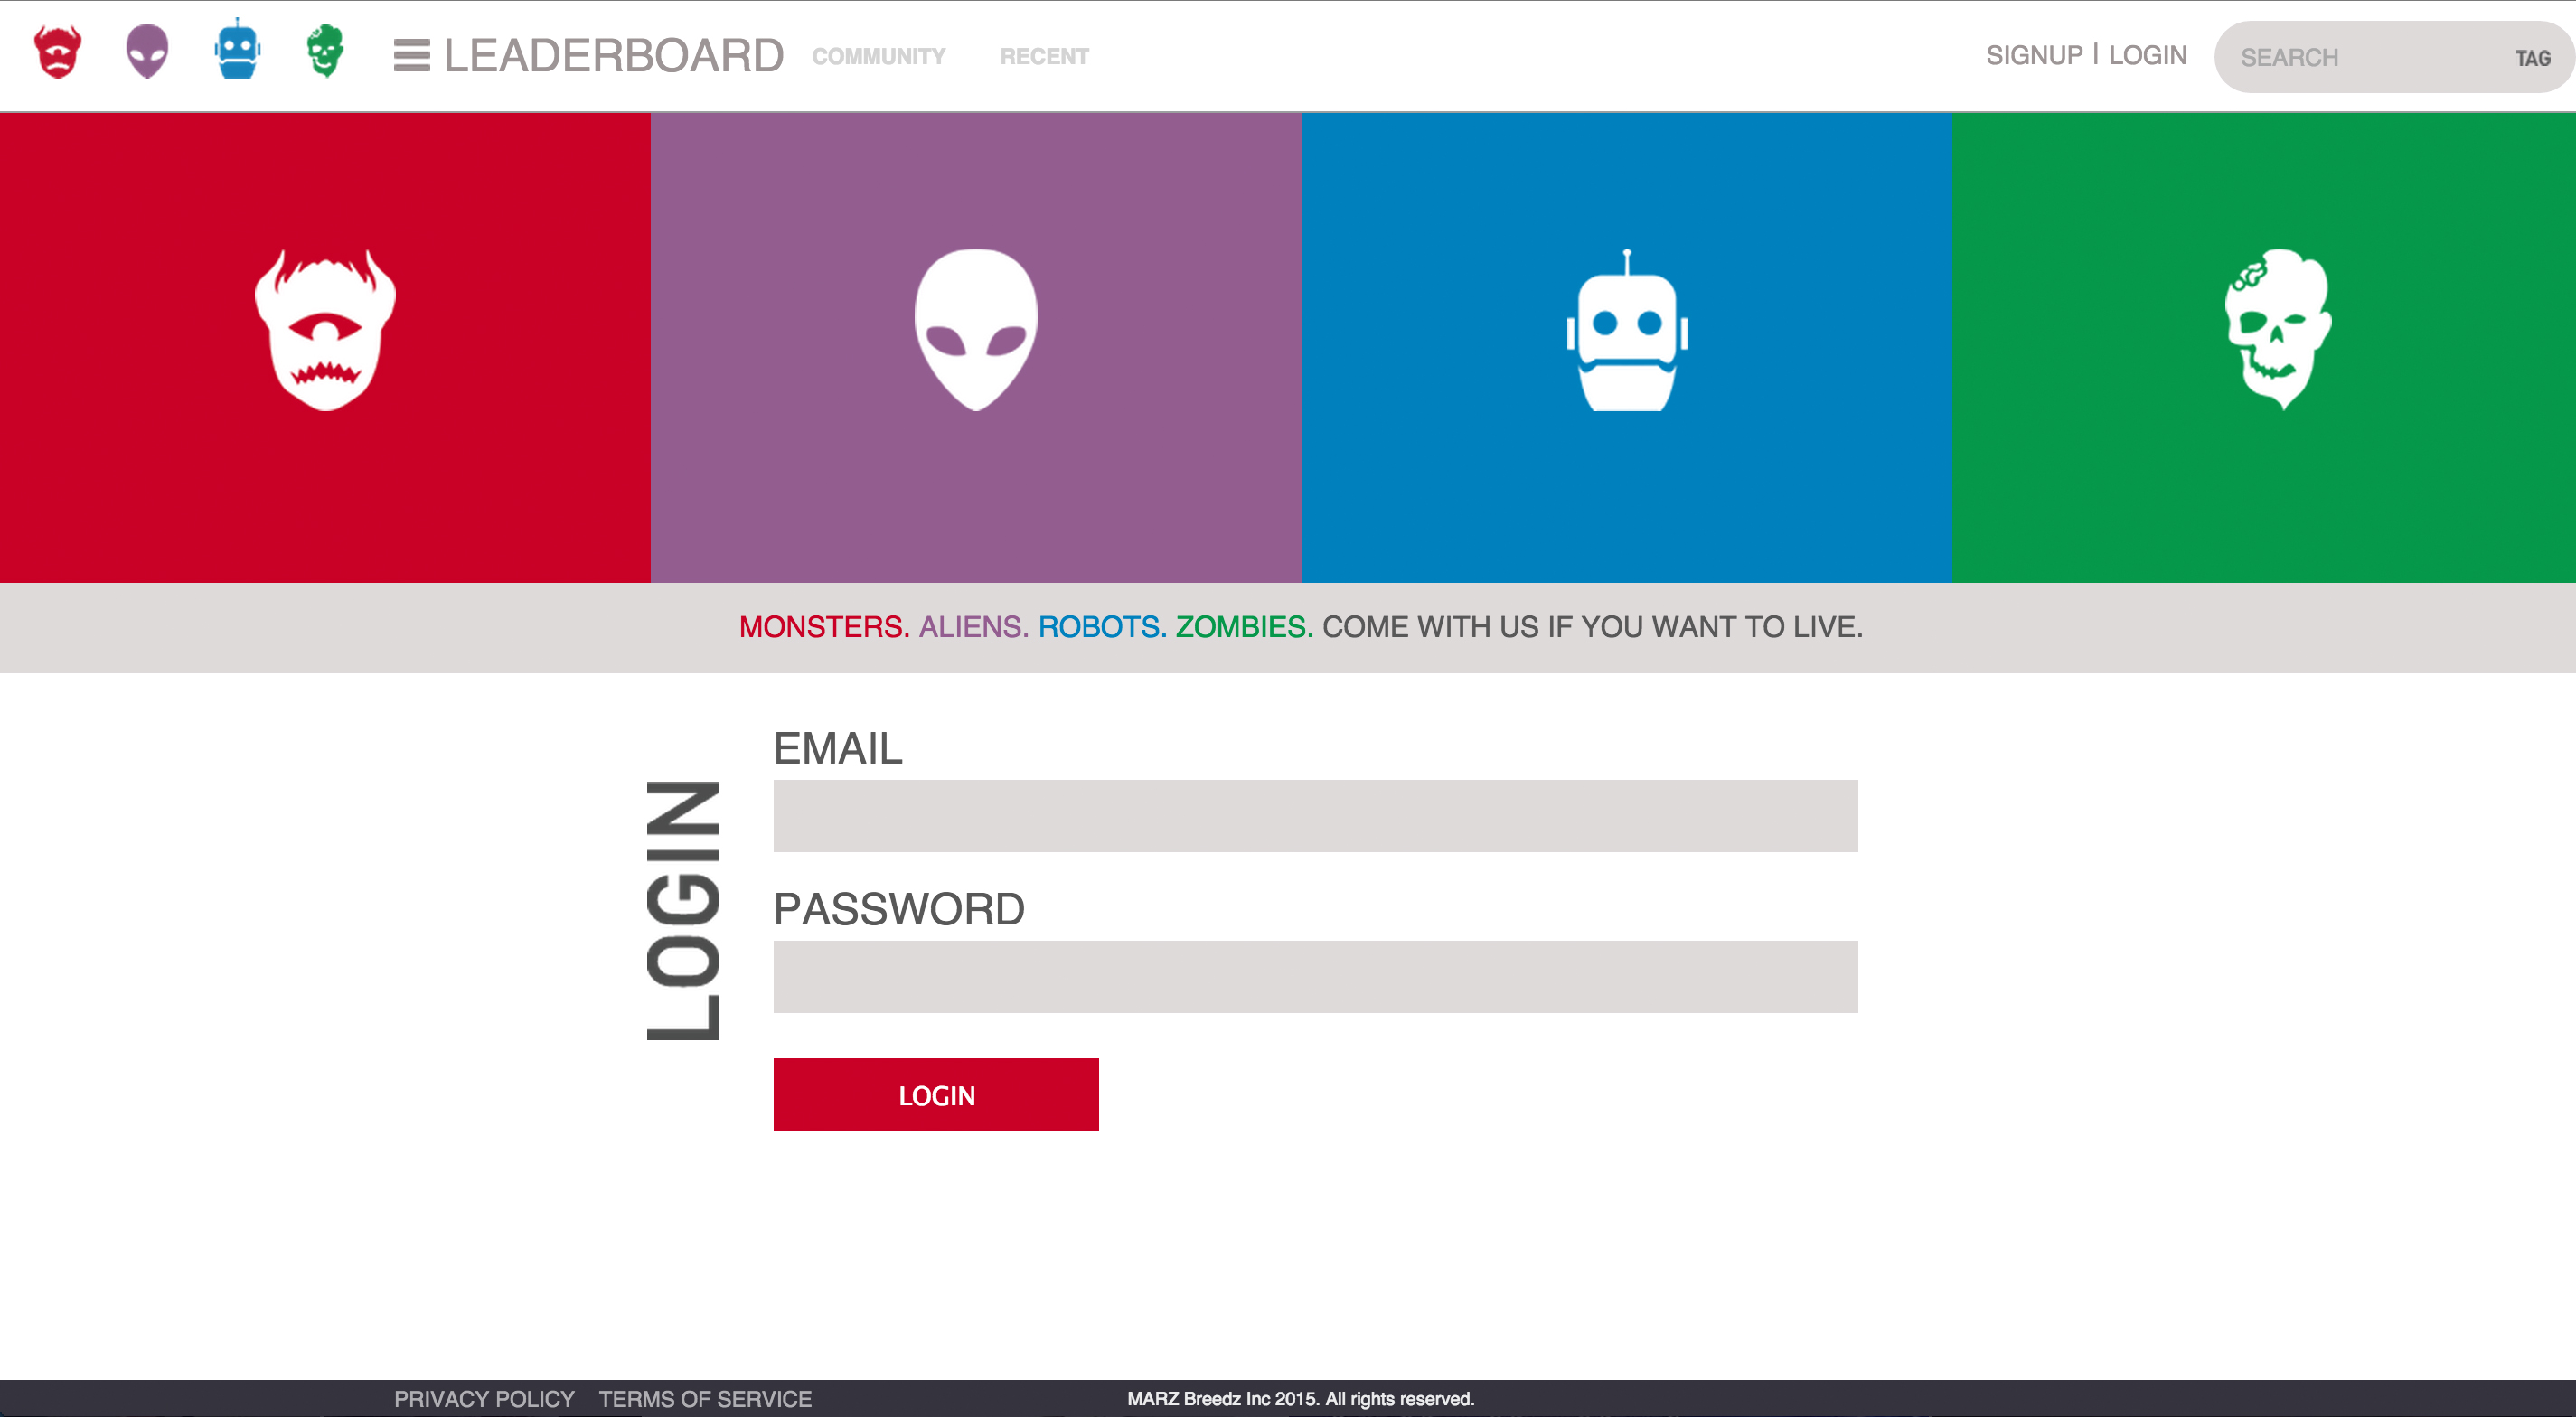 LEADERBOARD COMMUNITY RECENT SIGNUP | LOGIN SEARCH TAG
MONSTERS. ALIENS. ROBOTS. ZOMBIES. COME WITH US IF YOU WANT TO LIVE.
LOGIN
EMAIL
PASSWORD
LOGIN
PRIVACY POLICY TERMS OF SERVICE MARZ Breedz Inc 2015. All rights reserved.